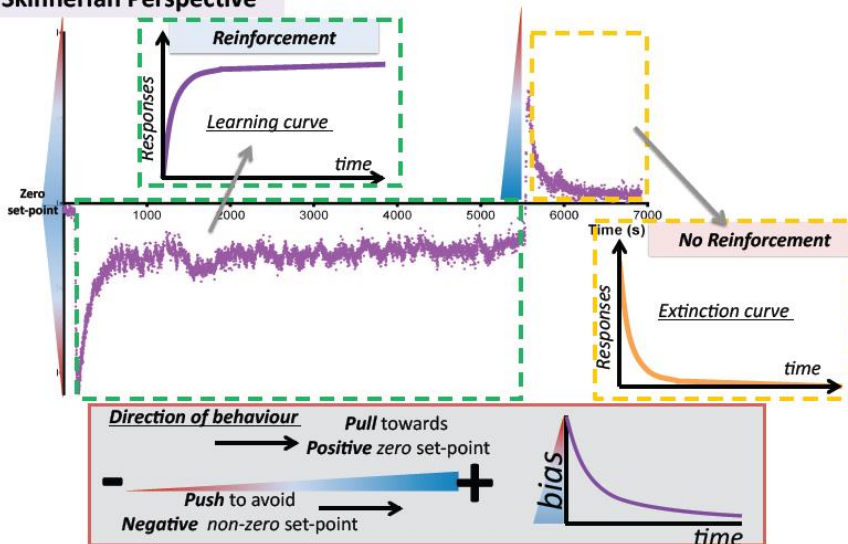 Skinnerian Perspective
Reinforcement
Responses
Learning curve
time
Zero
set-point
1000
2000
3000
4000
5000
6000
7000
Time (s)
No Reinforcement
Responses
Extinction curve
time
Direction of behaviour
Pull towards
Positive zero set-point
-
+
Push to avoid
Negative non-zero set-point
bias
time